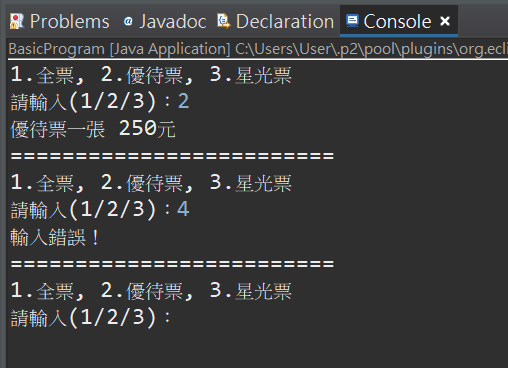 Problems @ Javadoc Declaration Console ×
BasicProgram [Java Application] C:\Users\User\.p2\pool\plugins\org.ecli
1.全票, 2.優待票, 3.星光票
請輸入(1/2/3)：2
優待票一張 250元
=========================
1.全票, 2.優待票, 3.星光票
請輸入(1/2/3)：4
輸入錯誤！
=========================
1.全票, 2.優待票, 3.星光票
請輸入(1/2/3)：